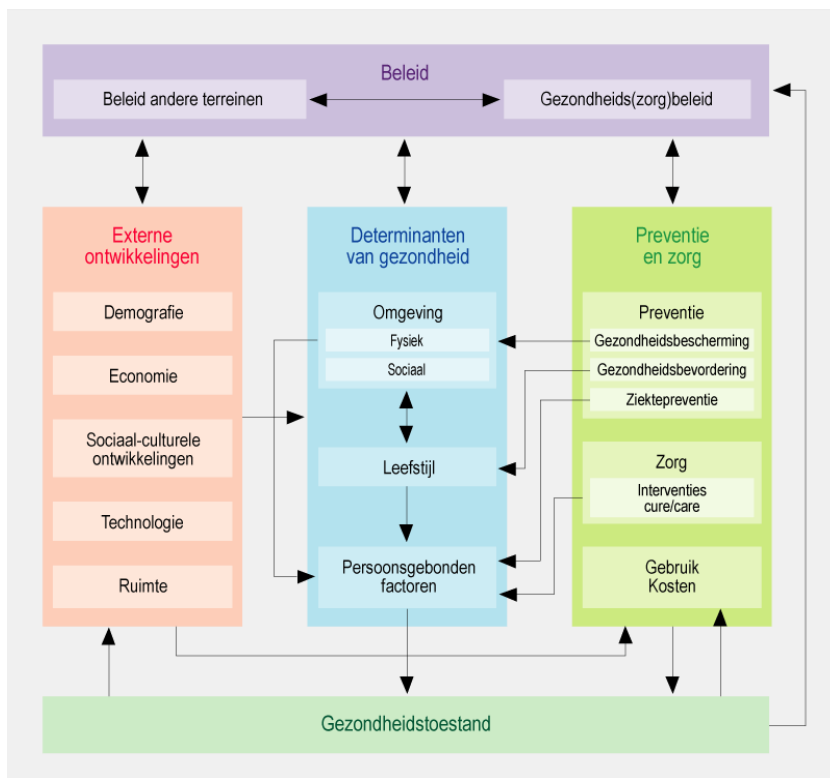 Beleid
Beleid andere terreinen
Gezondheids(zorg)beleid
Externe
ontwikkelingen
Demografie
Economie
Sociaal-culturele
ontwikkelingen
Technologie
Ruimte
Determinanten
van gezondheid
Omgeving
Fysiek
Sociaal
Leefstijl
Persoonsgebonden
factoren
Preventie
en zorg
Preventie
Gezondheidsbescherming
Gezondheidsbevordering
Ziektepreventie
Zorg
Interventies
cure/care
Gebruik
Kosten
Gezondheidstoestand